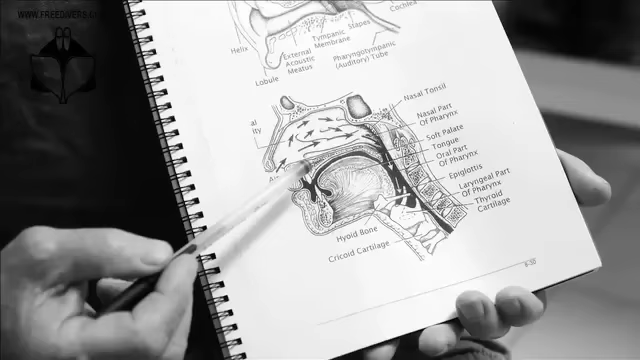 WWW.FREEDIVERS
Cochlea
Stapes
Tympanic
Membrane
Helix
External
Acoustic
Meatus
Pharyngotympanic
(Auditory) Tube
Lobule
Nasal Tonsil
Nasal Part
Of Pharynx
Soft Palate
Tongue
Oral Part
Of Pharynx
Epiglottis
Laryngeal Part
Of Pharynx
Thyroid
Cartilage
Hyoid Bone
Cricoid Cartilage